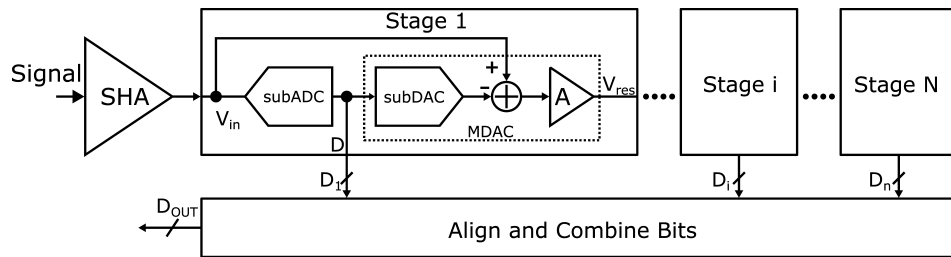 Stage 1
Signal
SHA
V_in
subADC
D
subDAC
+
-
A
MDAC
V_res
Stage i
Stage N
D_1
D_i
D_n
D_OUT
Align and Combine Bits